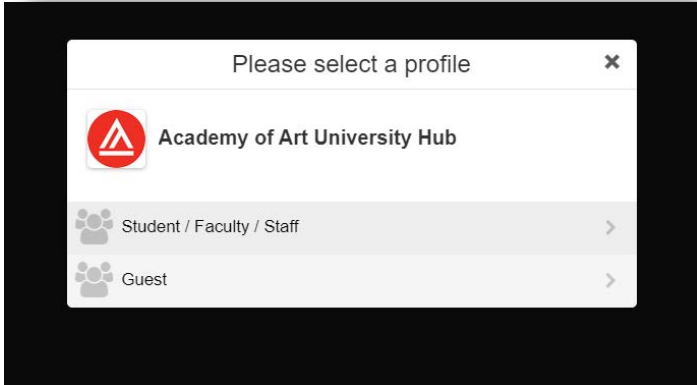 Please select a profile
Academy of Art University Hub
Student / Faculty / Staff
Guest